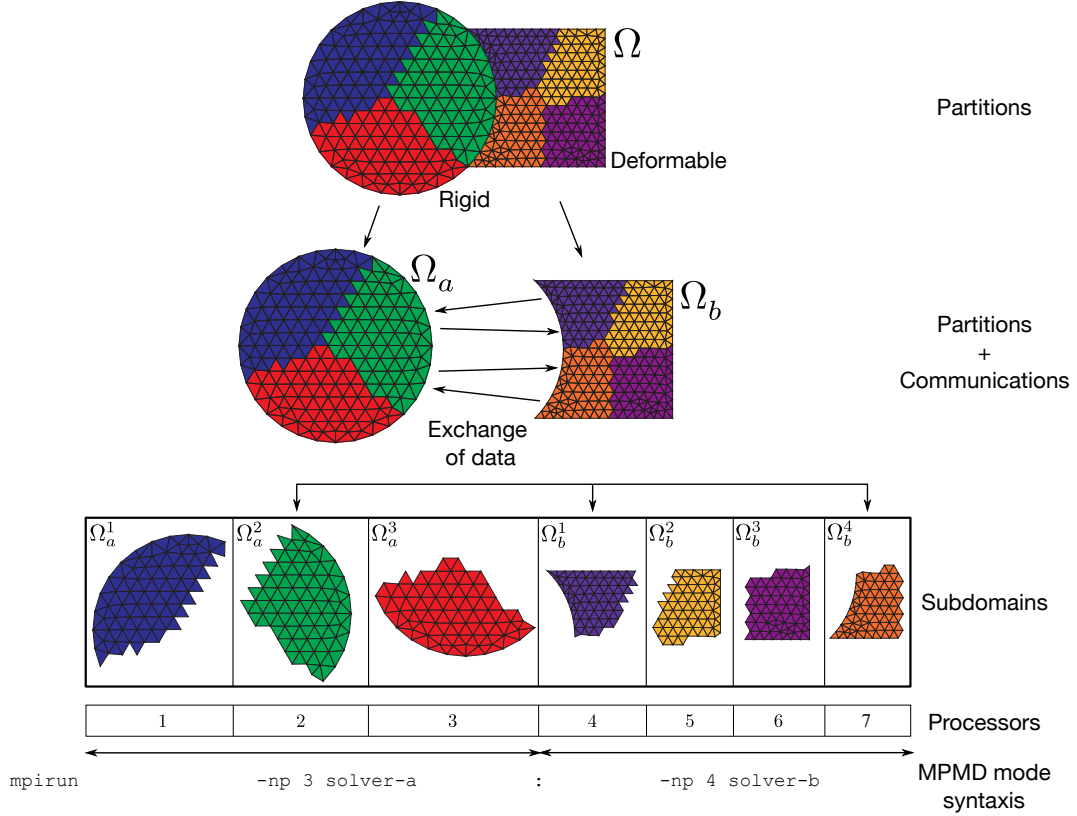 Ω
Partitions
Deformable
Rigid
Ω_a
Ω_b
Partitions
+
Communications
Exchange
of data
Ω_a^1 Ω_a^2 Ω_a^3 Ω_b^1 Ω_b^2 Ω_b^3 Ω_b^4
Subdomains
1 2 3 4 5 6 7
Processors
mpirun -np 3 solver-a : -np 4 solver-b
MPMD mode
syntaxis